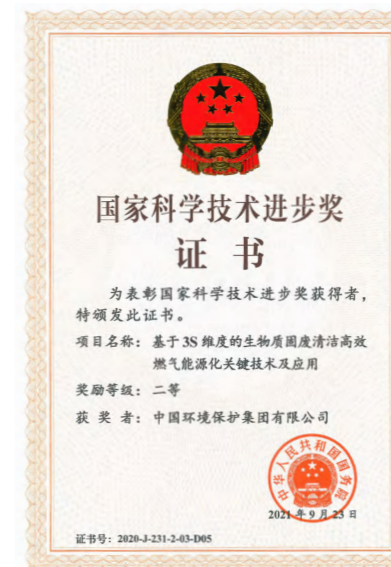 国家科学技术进步奖
证书
为表彰国家科学技术进步奖获得者，
特颁发此证书。
项目名称：基于3S维度的生物质固废清洁高效
燃气能源化关键技术及应用
奖励等级：二等
获奖者：中国环境保护集团有限公司
中华人民共和国国务院
2021年9月23日
证书号：2020-J-231-2-03-D05